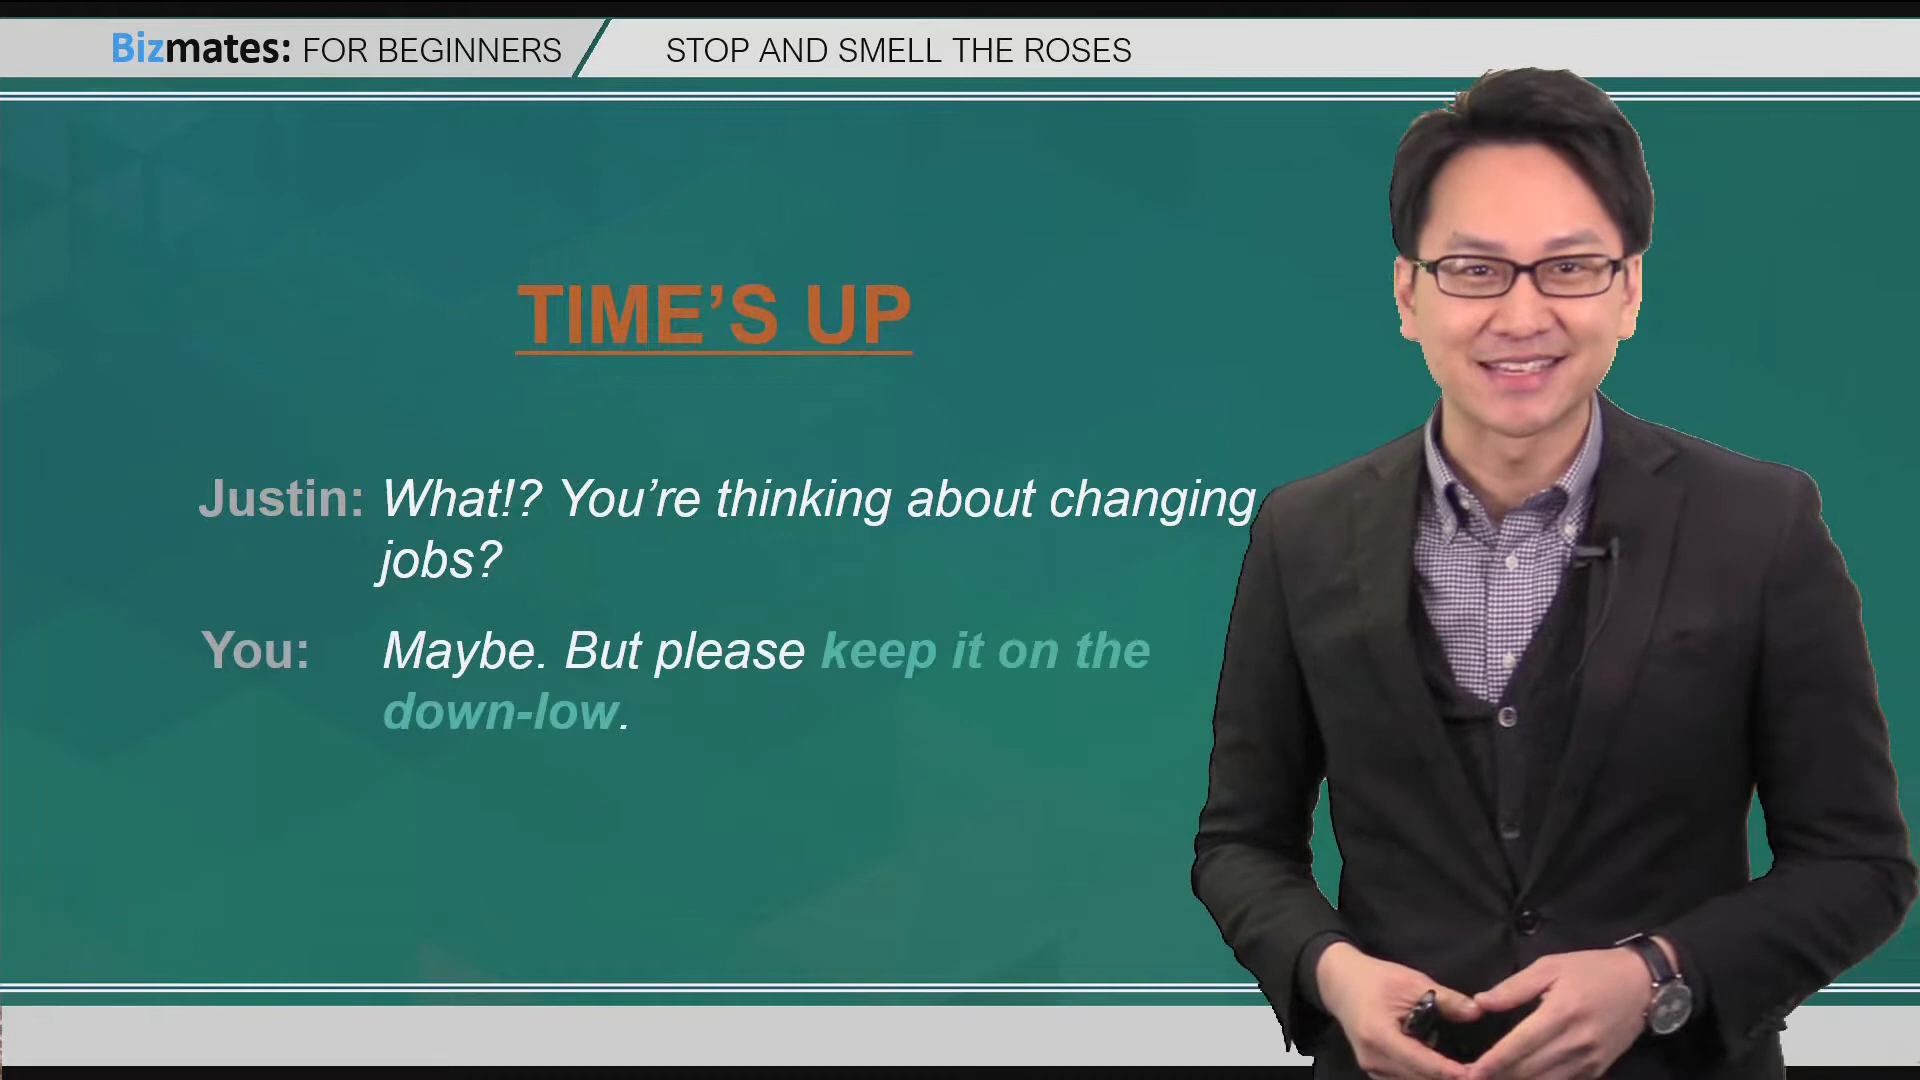 Bizmates: FOR BEGINNERS STOP AND SMELL THE ROSES
TIME’S UP
Justin: What!? You’re thinking about changing
jobs?
You: Maybe. But please keep it on the
down-low.